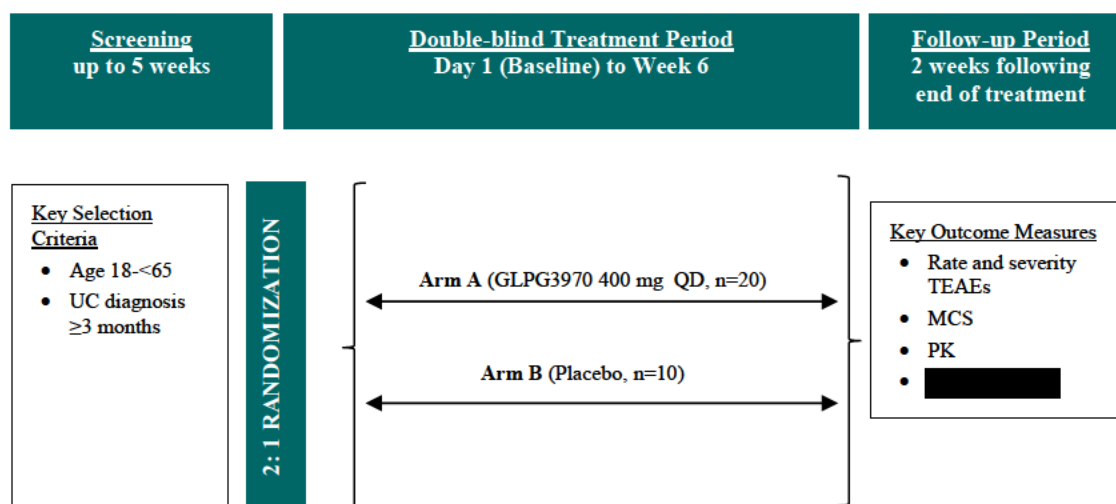 Screening
up to 5 weeks
Double-blind Treatment Period
Day 1 (Baseline) to Week 6
Follow-up Period
2 weeks following
end of treatment
Key Selection
Criteria
• Age 18-<65
• UC diagnosis
≥3 months
2: 1 RANDOMIZATION
Arm A (GLPG3970 400 mg QD, n=20)
Arm B (Placebo, n=10)
Key Outcome Measures
• Rate and severity
TEAEs
• MCS
• PK
•